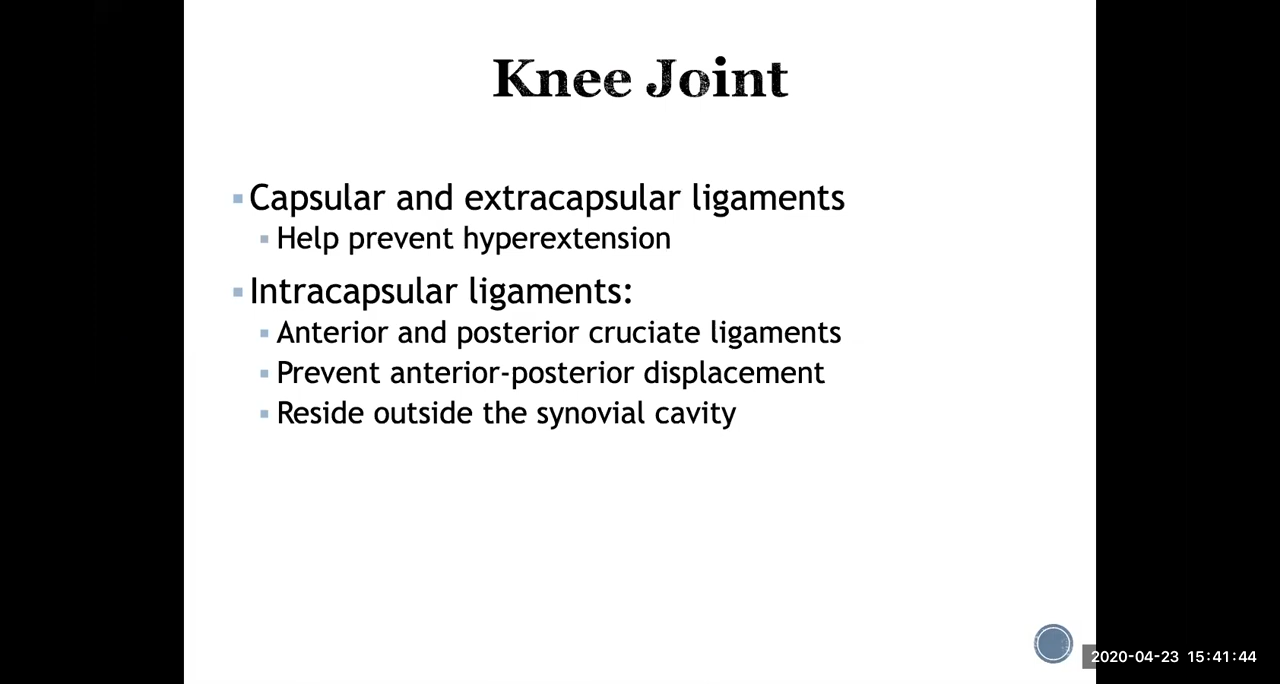 Knee Joint
Capsular and extracapsular ligaments
Help prevent hyperextension
Intracapsular ligaments:
Anterior and posterior cruciate ligaments
Prevent anterior-posterior displacement
Reside outside the synovial cavity
2020-04-23 15:41:44